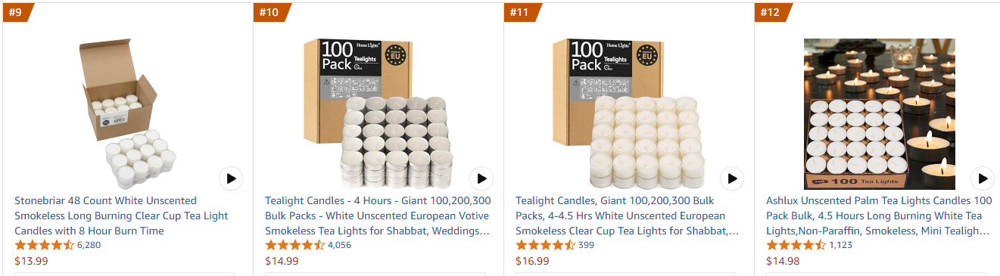 #9
Stonebriar 48 Count White Unscented
Smokeless Long Burning Clear Cup Tea Light
Candles with 8 Hour Burn Time
6,280
$13.99
#10
Home Lights
100
Pack
Tealights
EU
Tealight Candles - 4 Hours - Giant 100,200,300
Bulk Packs - White Unscented European Votive
Smokeless Tea Lights for Shabbat, Weddings…
4,056
$14.99
#11
Home Lights
100
Pack
Tealights
EU
Tealight Candles, Giant 100,200,300 Bulk
Packs, 4-4.5 Hrs White Unscented European
Smokeless Clear Cup Tea Lights for Shabbat,…
399
$16.99
#12
100 Tea Lights
Ashlux Unscented Palm Tea Lights Candles 100
Pack Bulk, 4.5 Hours Long Burning White Tea
Lights,Non-Paraffin, Smokeless, Mini Tealigh…
1,123
$14.98